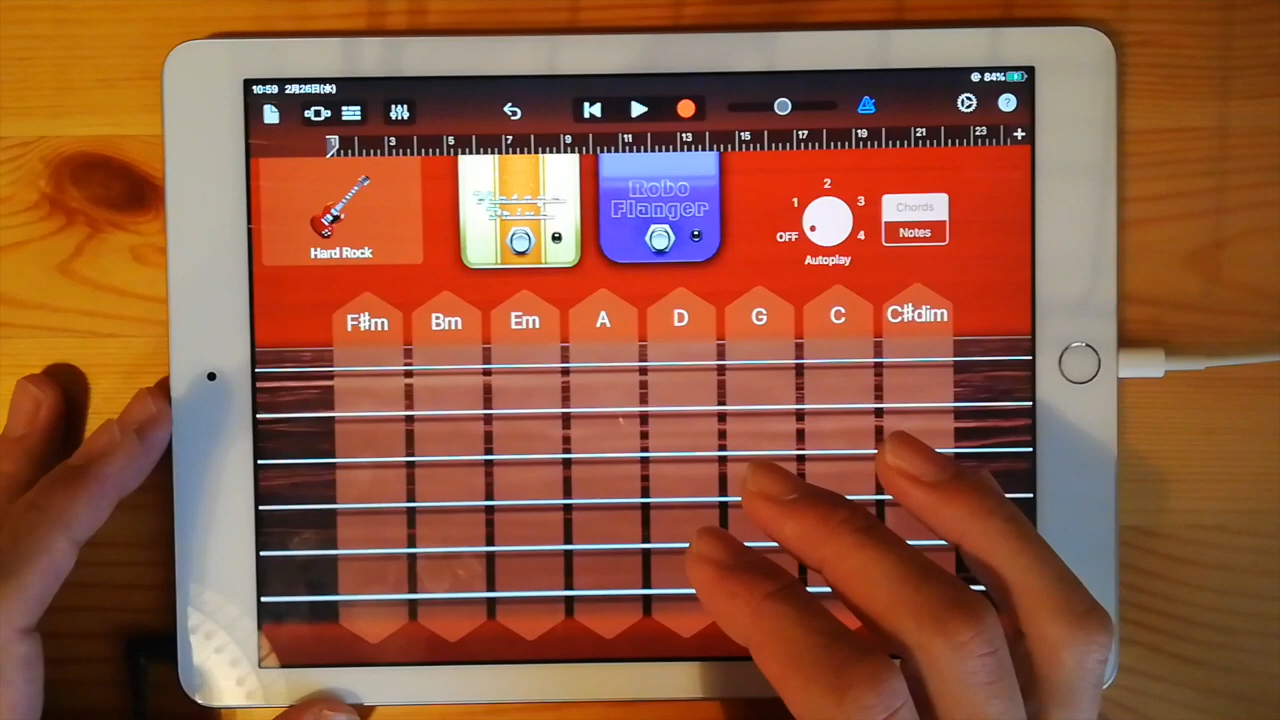 10:59 2月26日(水)
84%
?
1 3 5 7 9 11 13 15 17 19 21 23 +
Robo
Flanger
Hard Rock
OFF 1 2 3 4
Autoplay
Chords
Notes
F#m Bm Em A D G C C#dim